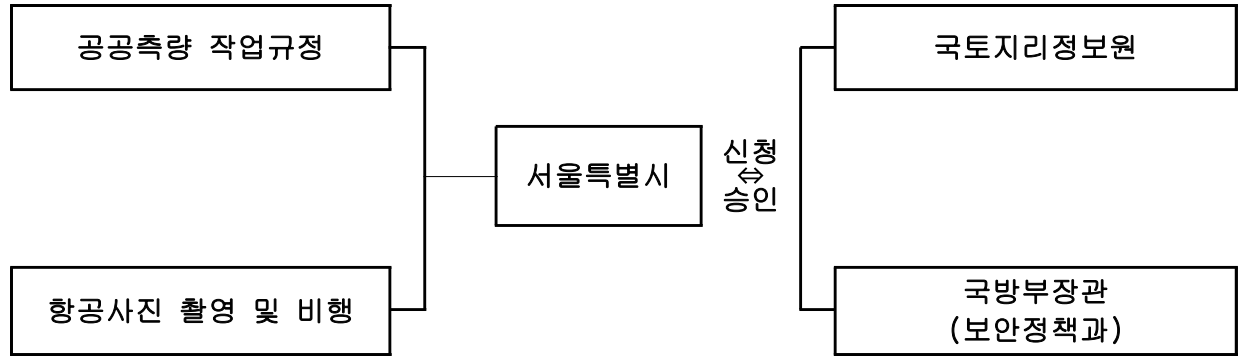 공공측량 작업규정
국토지리정보원
서울특별시
신청
⇔
승인
항공사진 촬영 및 비행
국방부장관
(보안정책과)